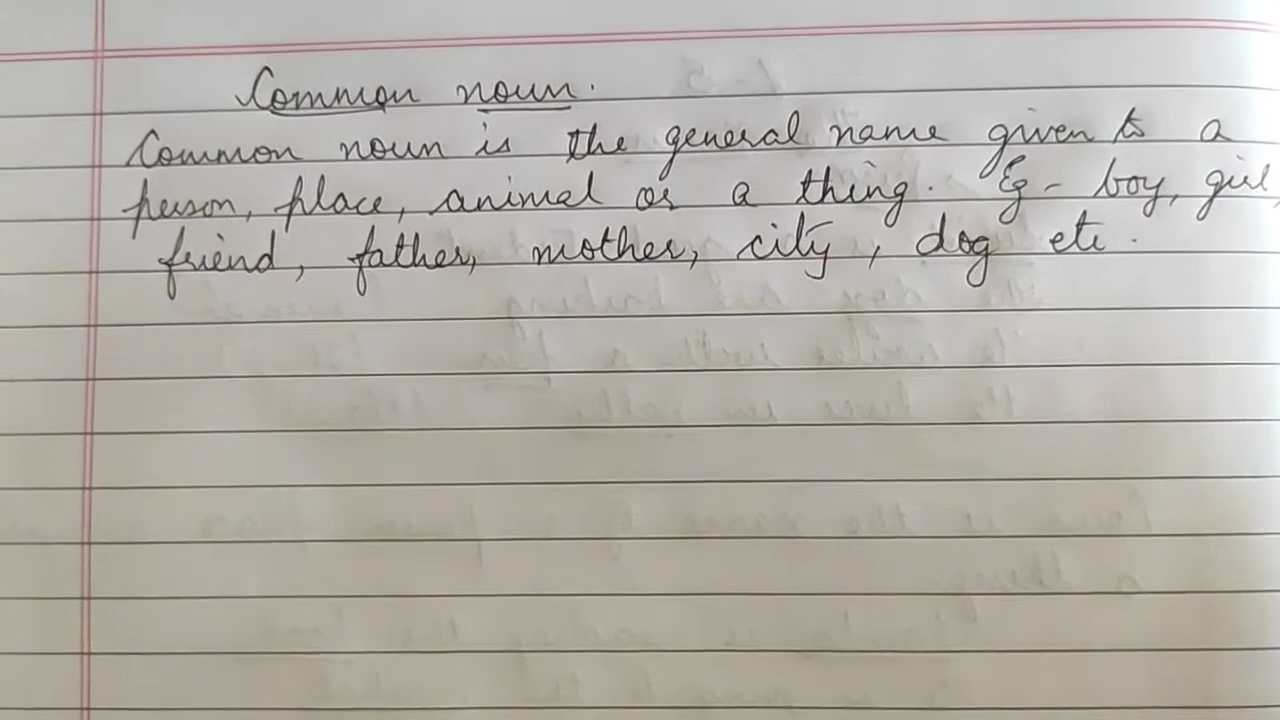 Common noun.
Common noun is the general name given to a
person, place, animal or a thing. Eg - boy, girl,
friend, father, mother, city, dog etc.